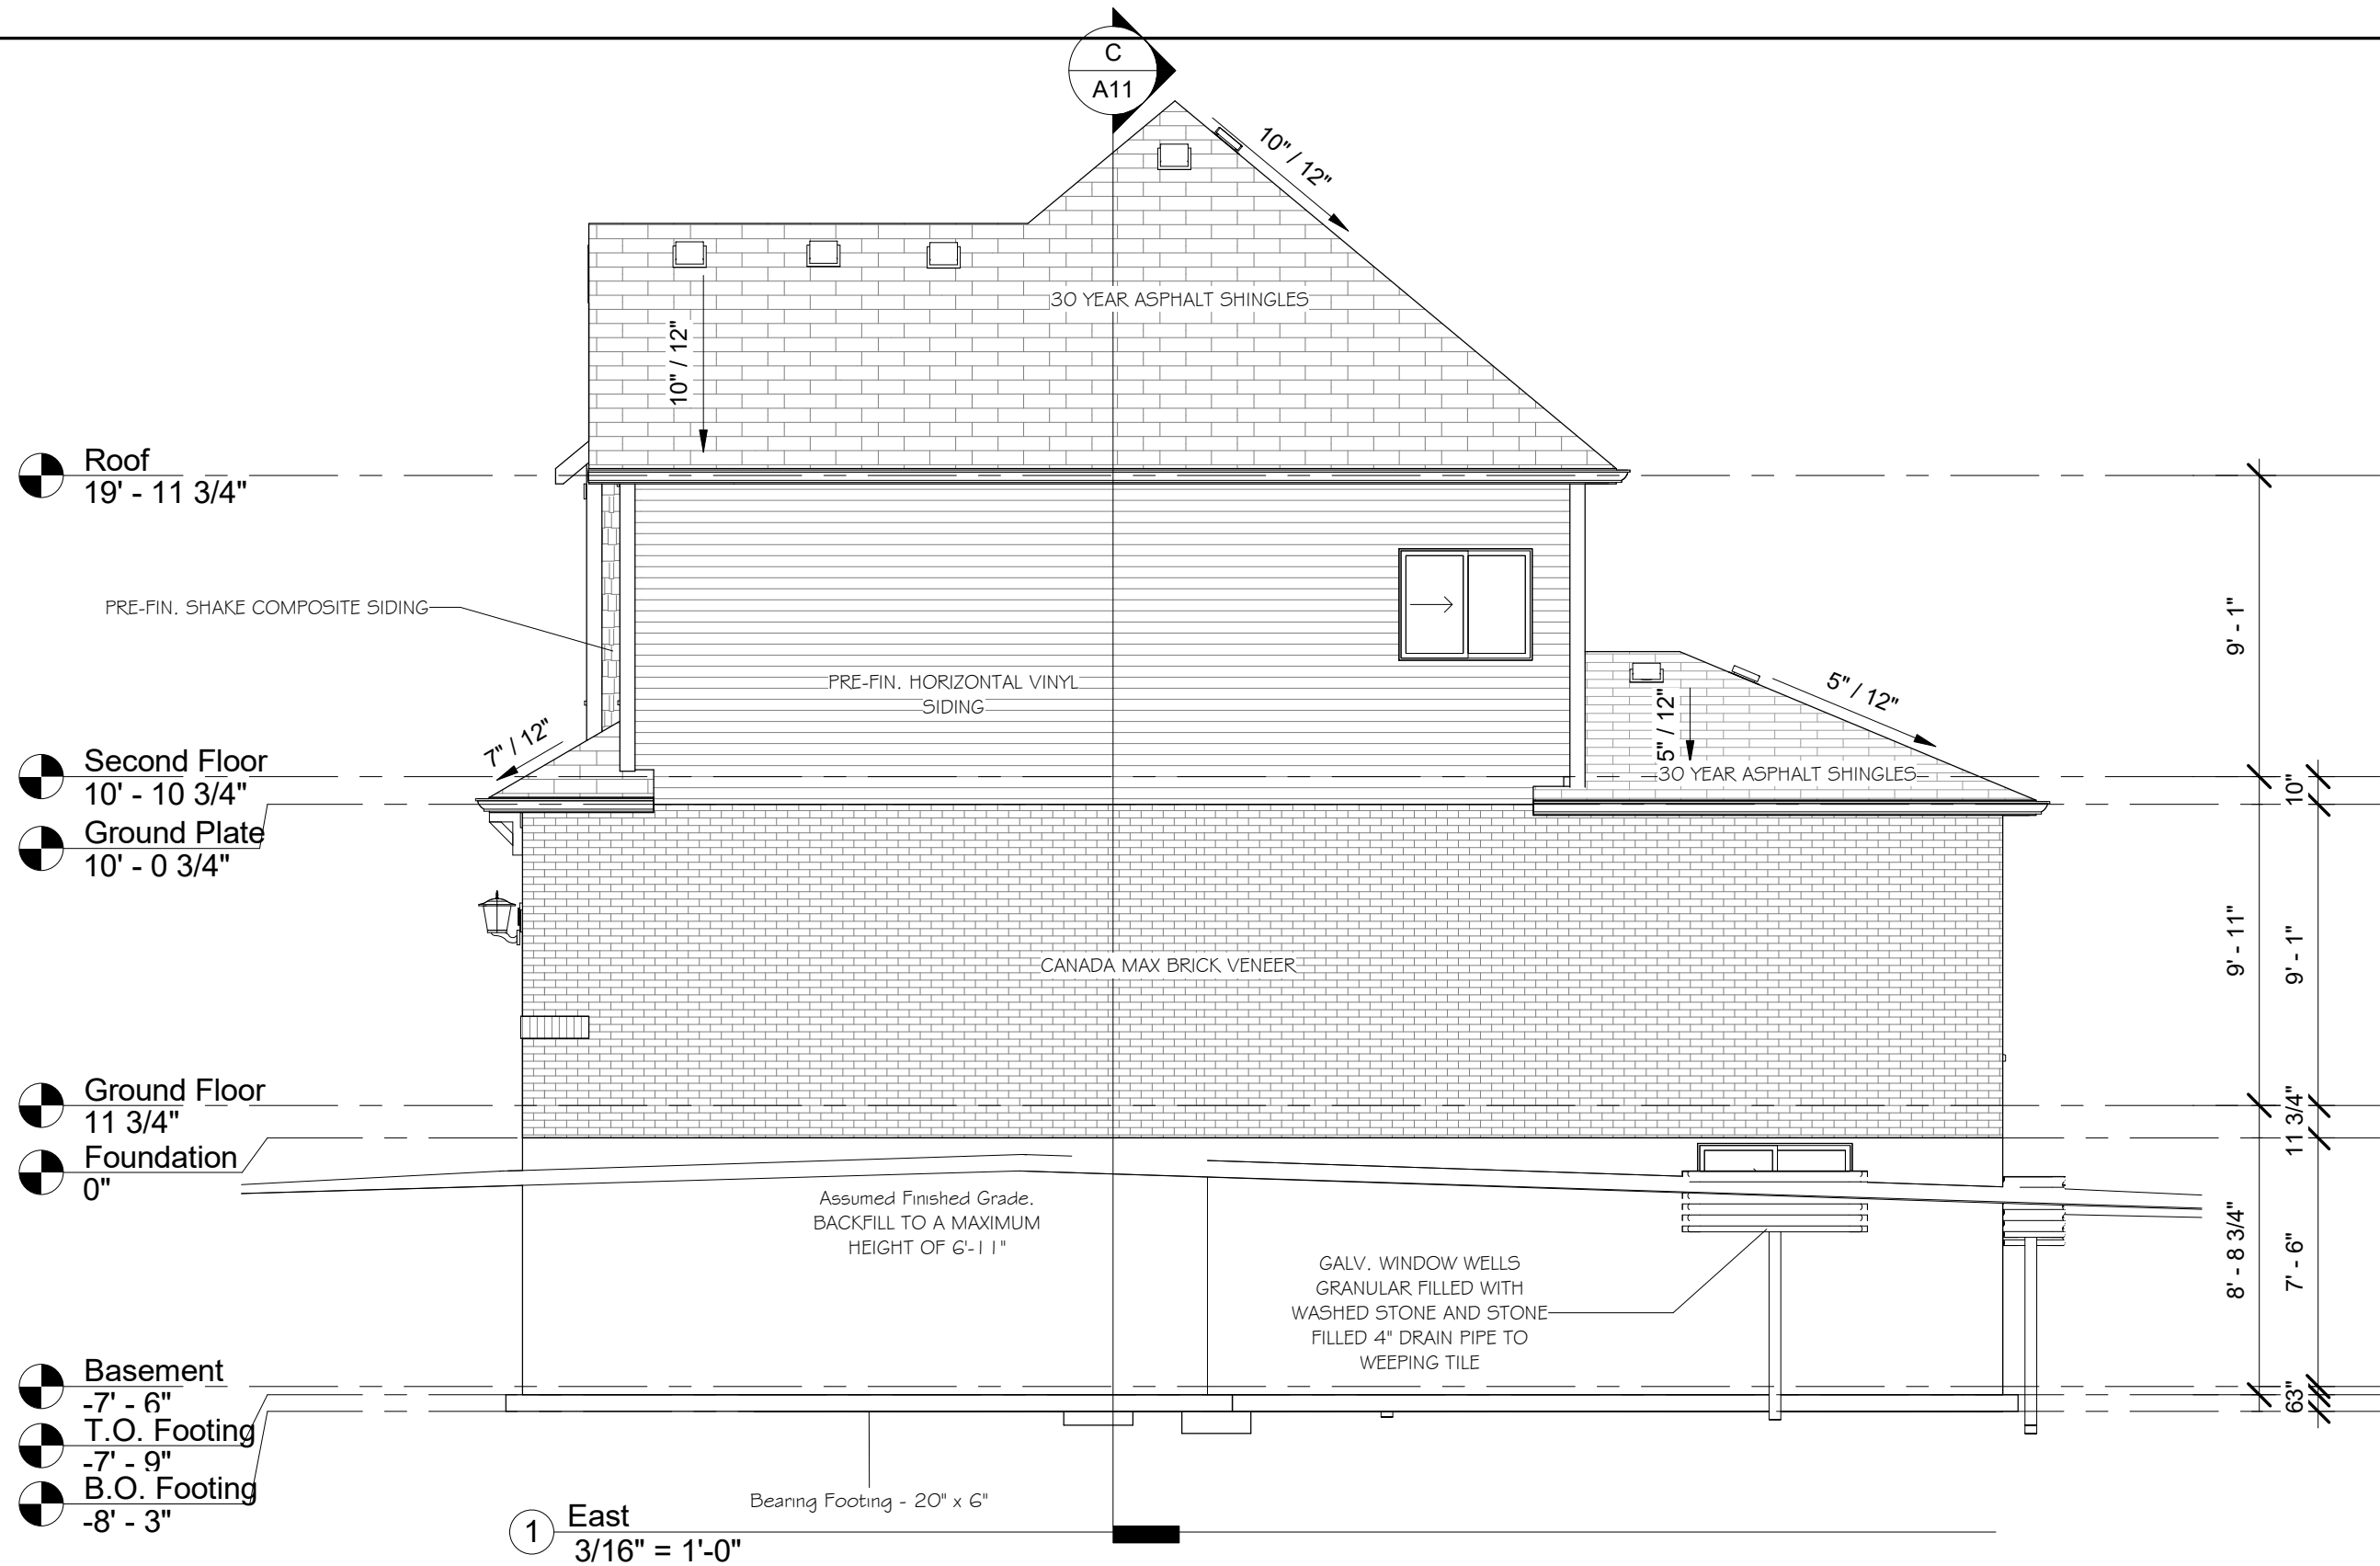 C
A11
10" / 12"
30 YEAR ASPHALT SHINGLES
10" / 12"
Roof
19' - 11 3/4"
PRE-FIN. SHAKE COMPOSITE SIDING
9' - 1"
PRE-FIN. HORIZONTAL VINYL
SIDING
5" / 12"
5" / 12"
7" / 12"
Second Floor
10' - 10 3/4"
30 YEAR ASPHALT SHINGLES
10"
Ground Plate
10' - 0 3/4"
CANADA MAX BRICK VENEER
9' - 11"
9' - 1"
Ground Floor
11 3/4"
11 3/4"
Foundation
0"
Assumed Finished Grade.
BACKFILL TO A MAXIMUM
HEIGHT OF 6'-11"
GALV. WINDOW WELLS
GRANULAR FILLED WITH
WASHED STONE AND STONE
FILLED 4" DRAIN PIPE TO
WEEPING TILE
8' - 8 3/4"
7' - 6"
Basement
-7' - 6"
63"
T.O. Footing
-7' - 9"
B.O. Footing
-8' - 3"
Bearing Footing - 20" x 6"
1
East
3/16" = 1'-0"